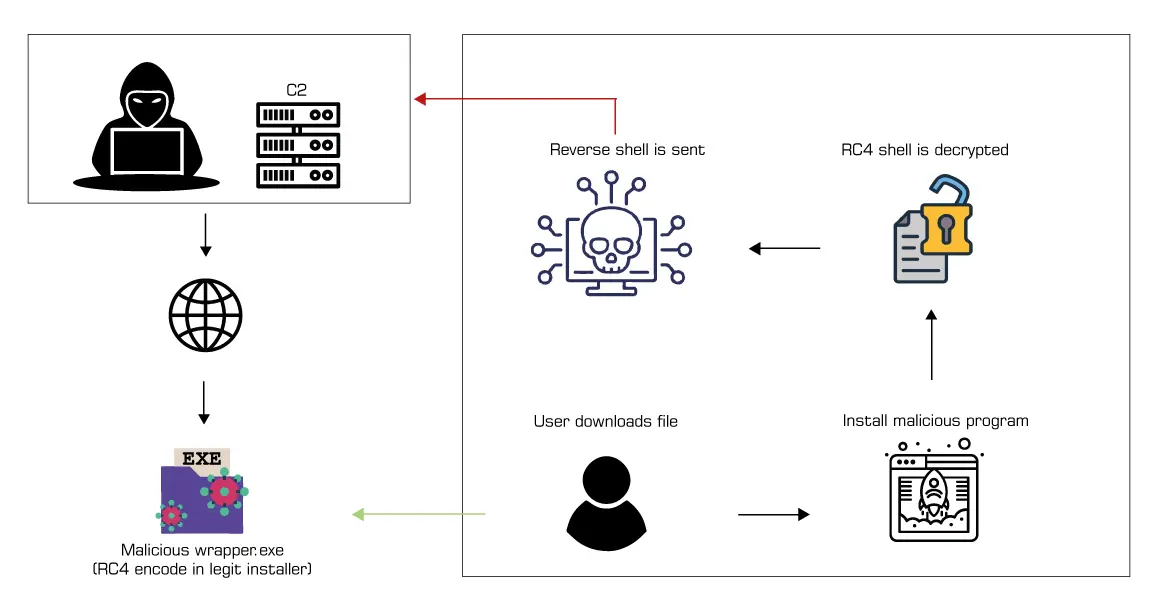 C2
Reverse shell is sent
RC4 shell is decrypted
User downloads file
Install malicious program
EXE
Malicious wrapper.exe
(RC4 encode in legit installer)